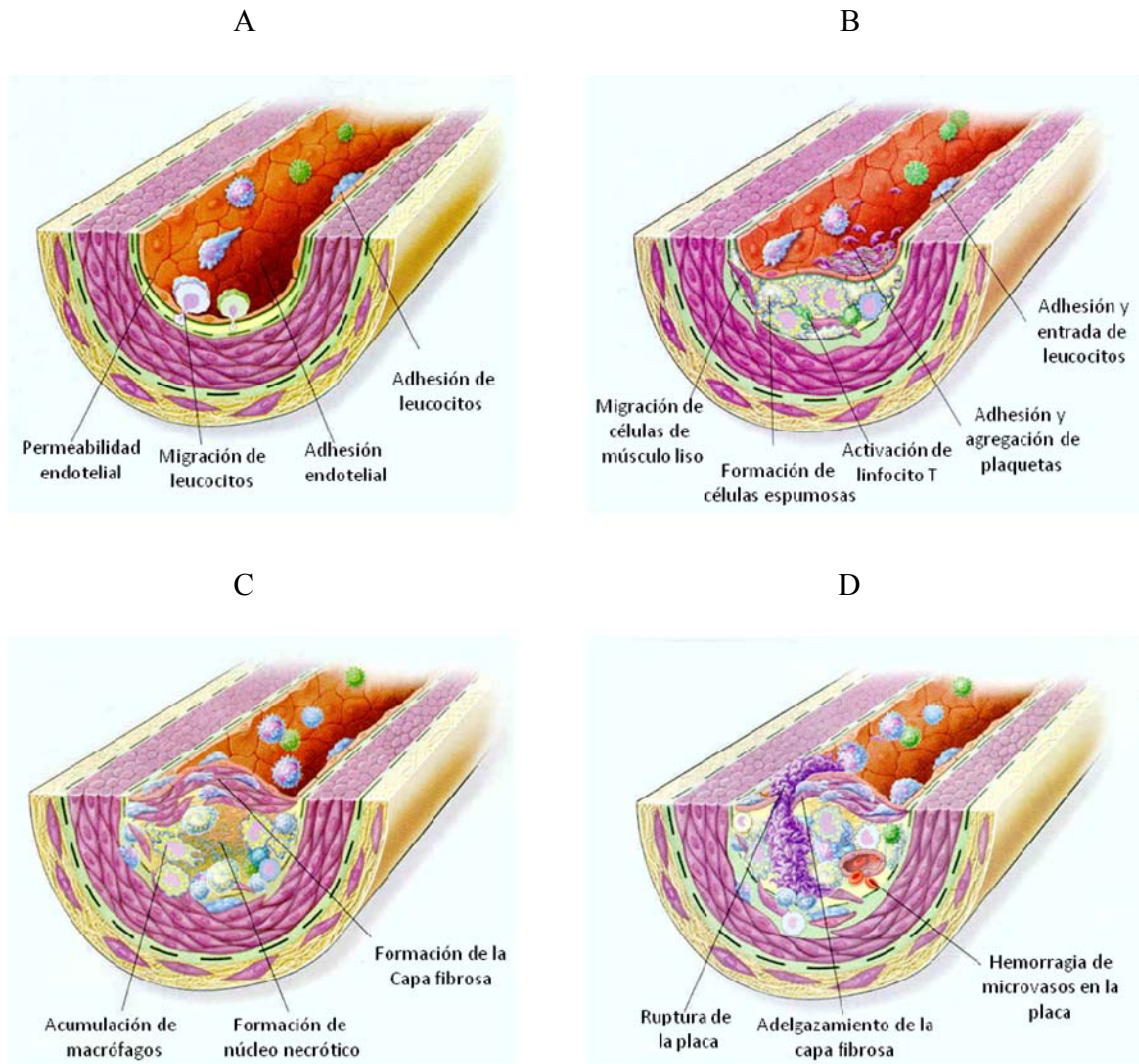 A
B
Adhesión de
leucocitos
Permeabilidad
endotelial
Migración de
leucocitos
Adhesión
endotelial
Adhesión y
entrada de
leucocitos
Migración de
células de
músculo liso
Formación de
células espumosas
Activación de
linfocito T
Adhesión y
agregación de
plaquetas
C
D
Formación de la
Capa fibrosa
Acumulación de
macrófagos
Formación de
núcleo necrótico
Hemorragia de
microvasos en la
placa
Ruptura de
la placa
Adelgazamiento de la
capa fibrosa